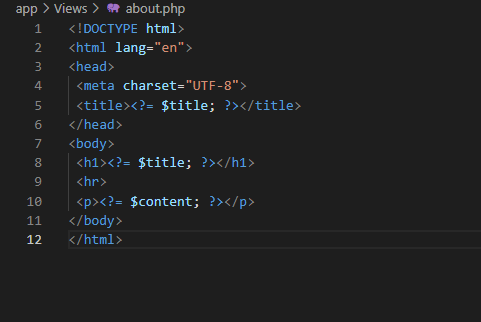 app > Views > about.php
1 <!DOCTYPE html>
2 <html lang="en">
3 <head>
4  <meta charset="UTF-8">
5  <title><?= $title; ?></title>
6 </head>
7 <body>
8  <h1><?= $title; ?></h1>
9  <hr>
10  <p><?= $content; ?></p>
11 </body>
12 </html>